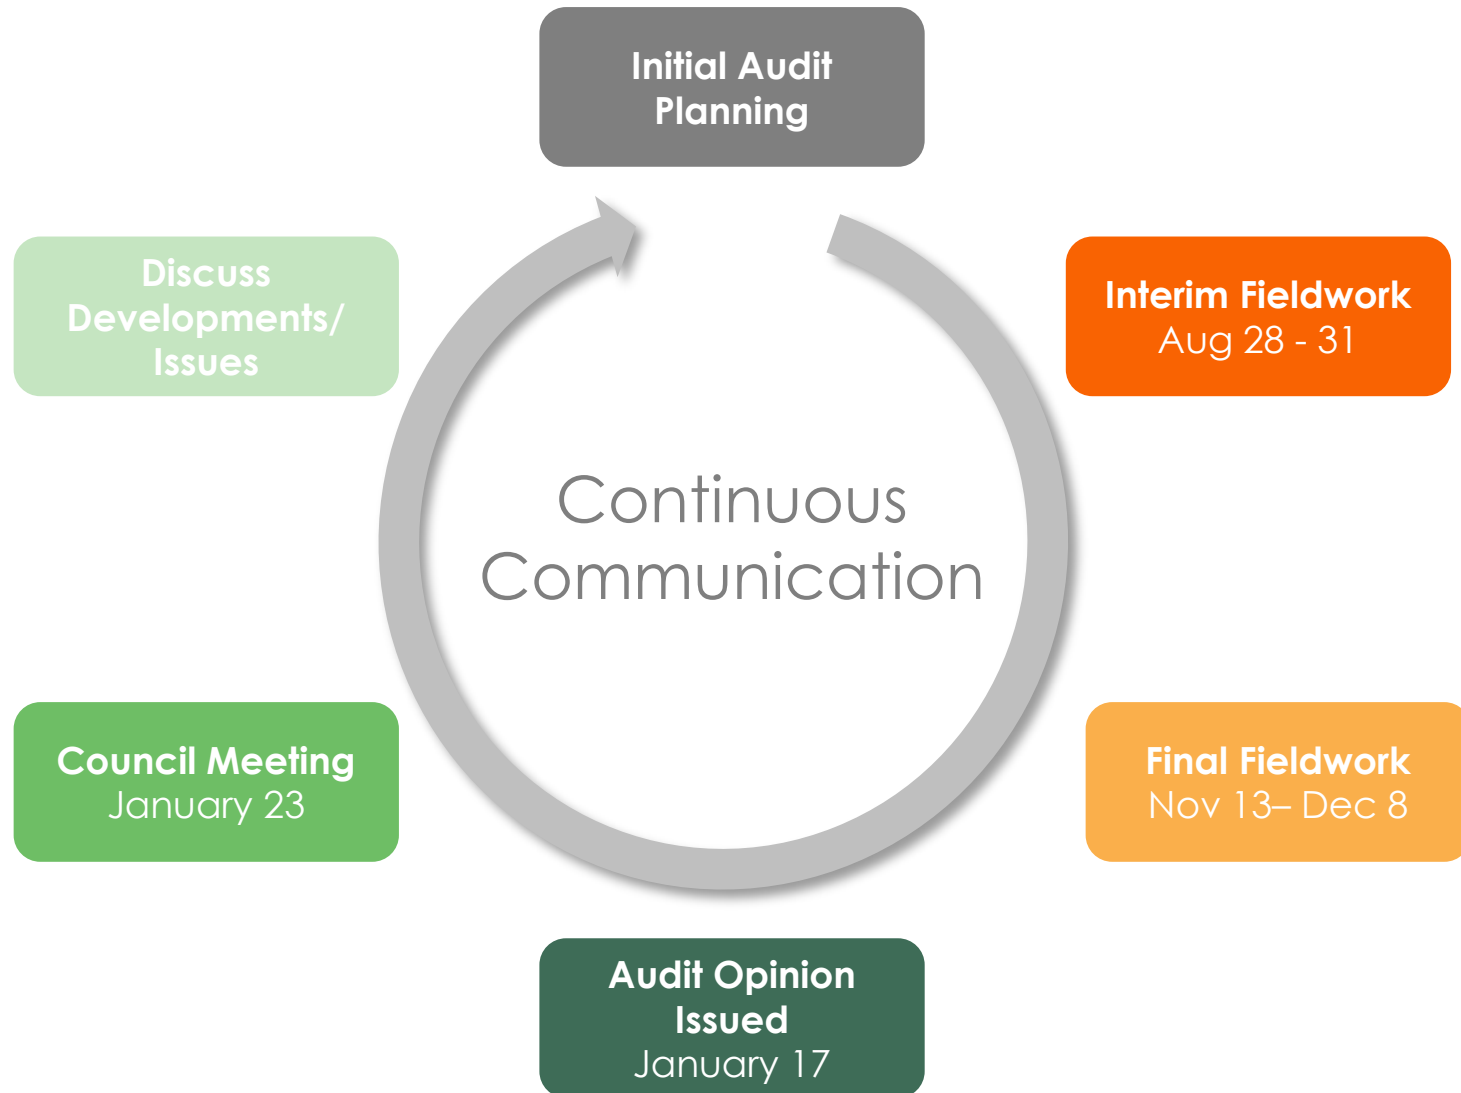 Initial Audit
Planning
Interim Fieldwork
Aug 28 - 31
Final Fieldwork
Nov 13– Dec 8
Audit Opinion
Issued
January 17
Council Meeting
January 23
Discuss
Developments/
Issues
Continuous
Communication